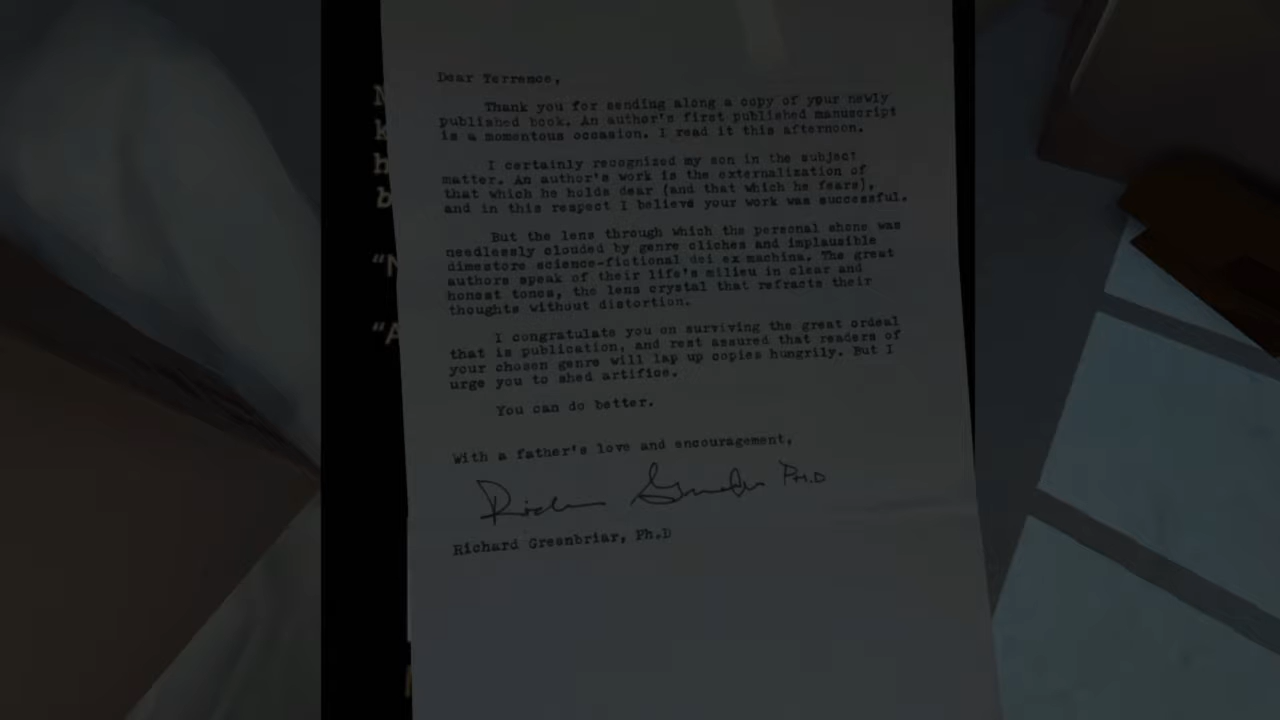 Dear Terrence,
Thank you for sending along a copy of your newly
published book. An author's first published manuscript
is a momentous occasion. I read it this afternoon.
I certainly recognized my son in the subject
matter. An author's work is the externalization of
that which he holds dear (and that which he fears),
and in this respect I believe your work was successful.
But the lens through which the personal shone was
needlessly clouded by genre cliches and implausible
dimestore science-fictional dei ex machina. The great
authors speak of their life's milieu in clear and
honest tones, the lens crystal that refracts their
thoughts without distortion.
I congratulate you on surviving the great ordeal
that is publication, and rest assured that readers of
your chosen genre will lap up copies hungrily. But I
urge you to shed artifice.
You can do better.
With a father's love and encouragement,
Richard Greenbriar, Ph.D